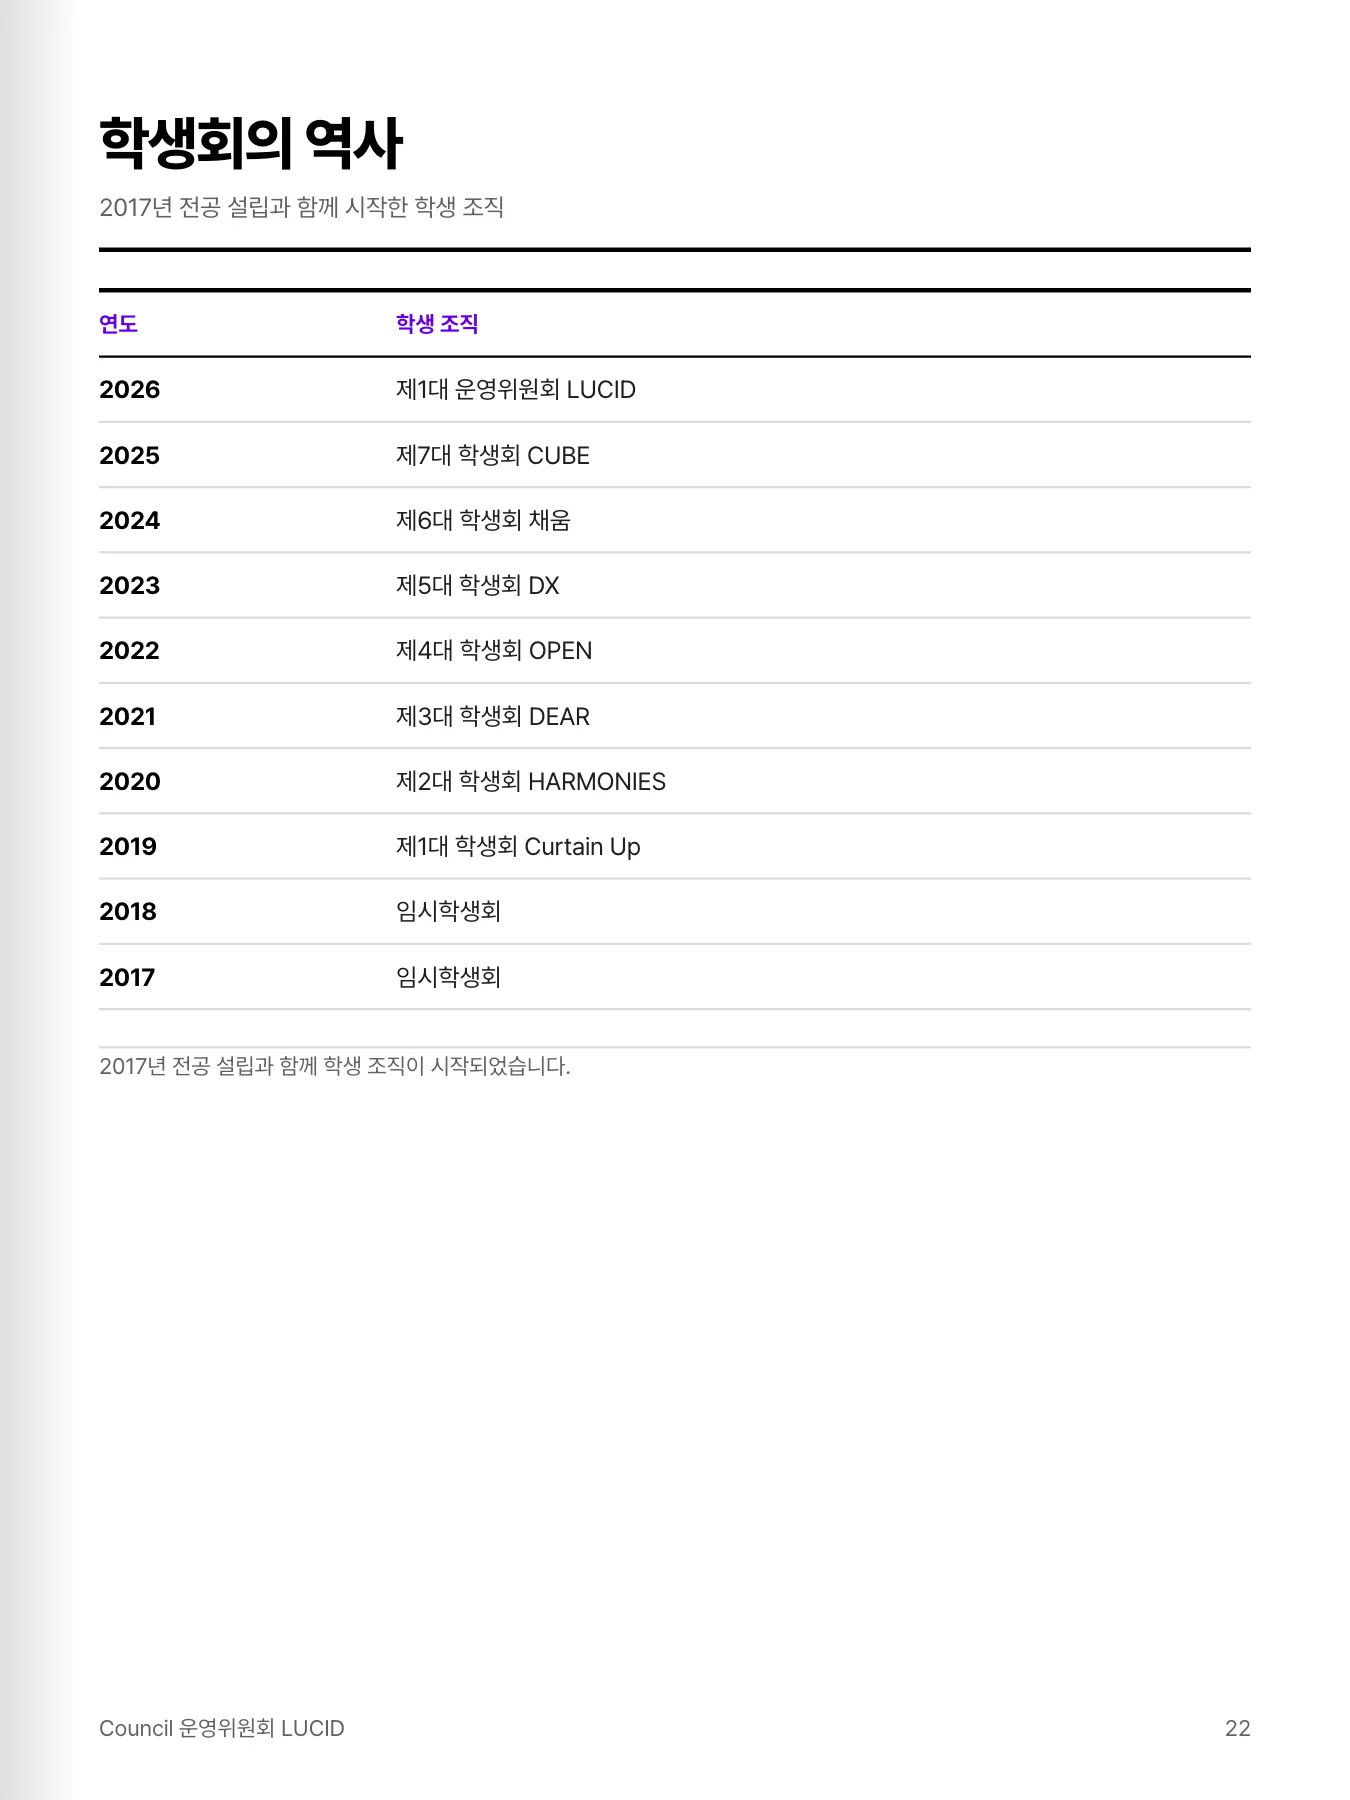 학생회의 역사
2017년 전공 설립과 함께 시작한 학생 조직
연도 학생 조직
2026 제1대 운영위원회 LUCID
2025 제7대 학생회 CUBE
2024 제6대 학생회 채움
2023 제5대 학생회 DX
2022 제4대 학생회 OPEN
2021 제3대 학생회 DEAR
2020 제2대 학생회 HARMONIES
2019 제1대 학생회 Curtain Up
2018 임시학생회
2017 임시학생회
2017년 전공 설립과 함께 학생 조직이 시작되었습니다.
Council 운영위원회 LUCID 22